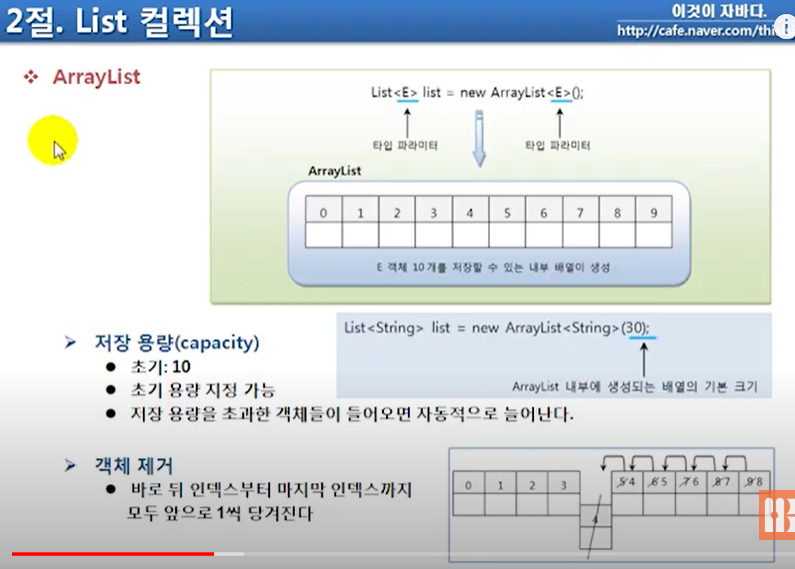 2절. List 컬렉션
이것이 자바다.
http://cafe.naver.com/thi
ArrayList
List<E> list = new ArrayList<E>();
타입 파라미터 타입 파라미터
ArrayList
0 1 2 3 4 5 6 7 8 9
E 객체 10개를 저장할 수 있는 내부 배열이 생성
저장 용량(capacity)
초기: 10
초기 용량 지정 가능
저장 용량을 초과한 객체들이 들어오면 자동적으로 늘어난다.
List<String> list = new ArrayList<String>(30);
ArrayList 내부에 생성되는 배열의 기본 크기
객체 제거
바로 뒤 인덱스부터 마지막 인덱스까지
모두 앞으로 1씩 당겨진다
0 1 2 3 5 4 6 5 7 6 8 7 9 8
4